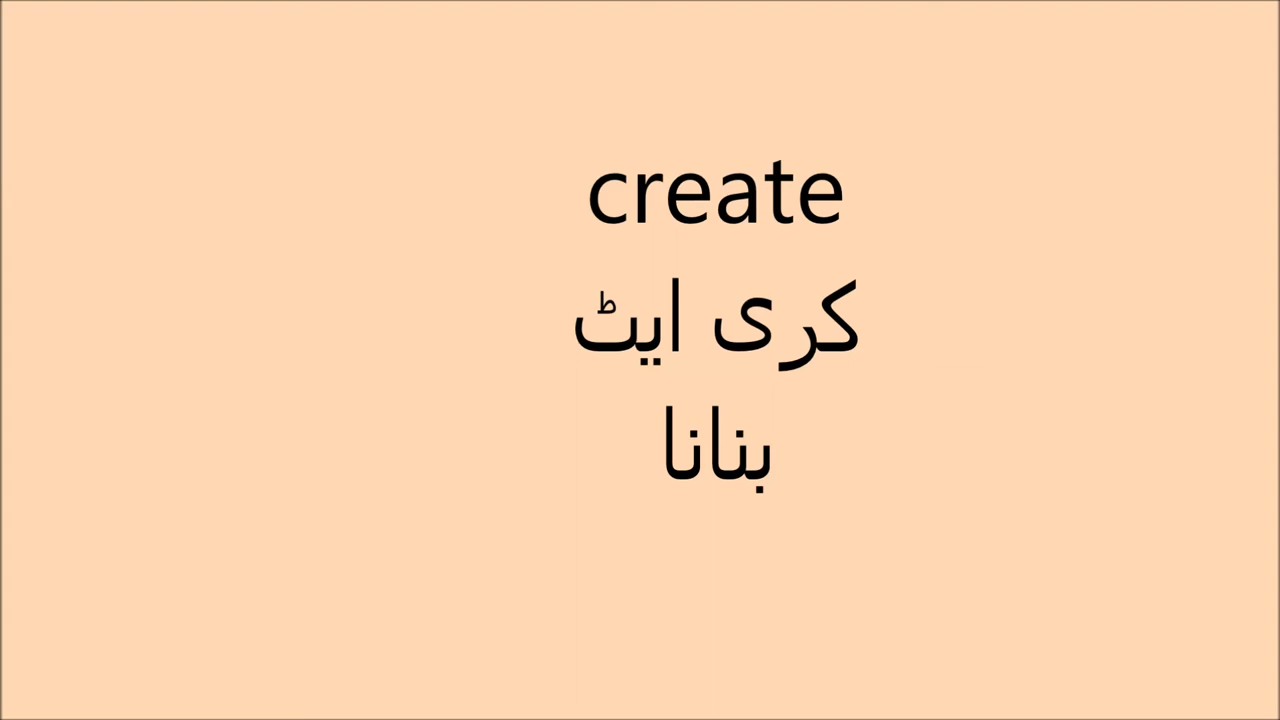 create
کری ایٹ
بنانا